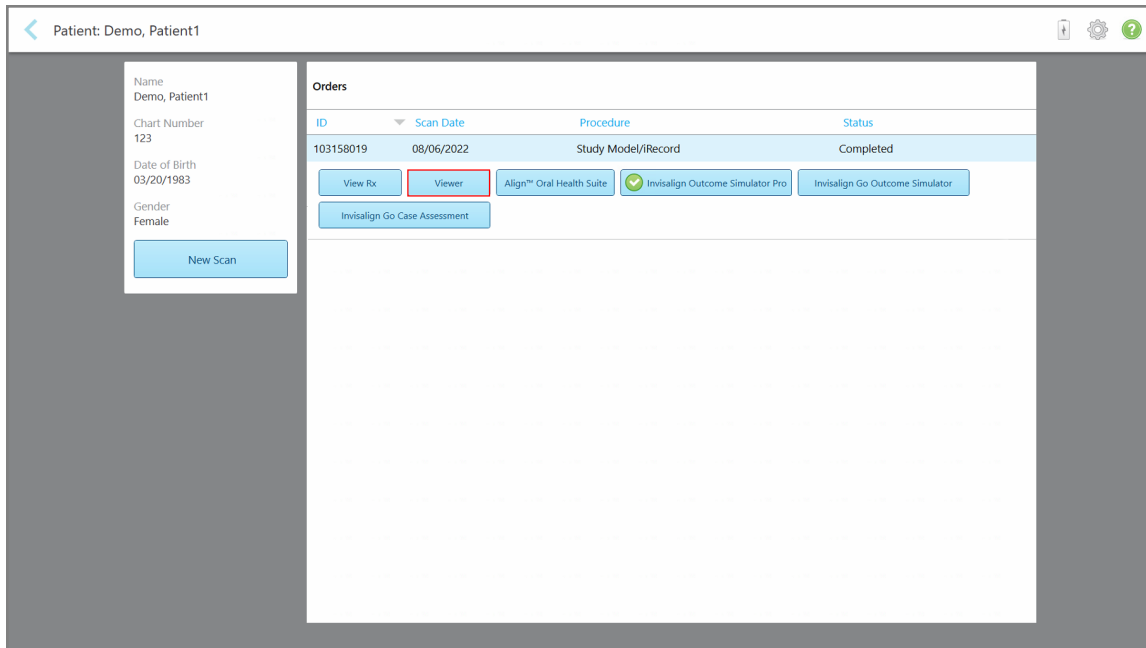 Patient: Demo, Patient1
Name
Demo, Patient1
Chart Number
123
Date of Birth
03/20/1983
Gender
Female
New Scan
Orders
ID Scan Date Procedure Status
103158019 08/06/2022 Study Model/iRecord Completed
View Rx Viewer Align™ Oral Health Suite Invisalign Outcome Simulator Pro Invisalign Go Outcome Simulator
Invisalign Go Case Assessment